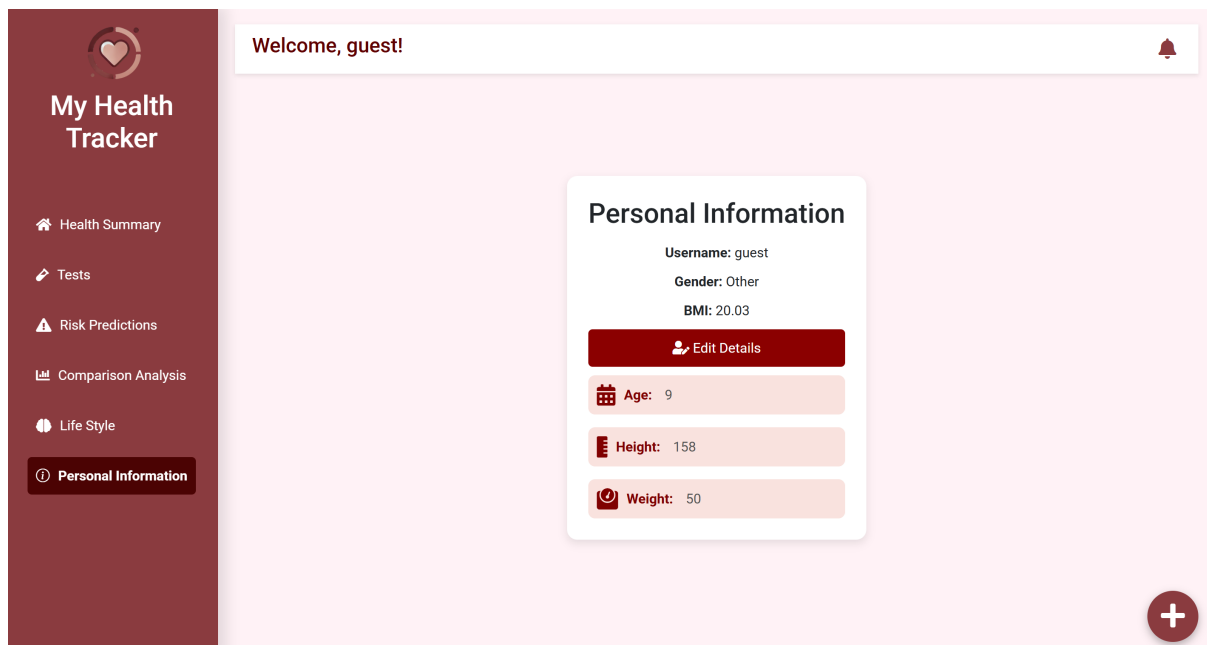 My Health
Tracker
Health Summary
Tests
Risk Predictions
Comparison Analysis
Life Style
Personal Information
Welcome, guest!
Personal Information
Username: guest
Gender: Other
BMI: 20.03
Edit Details
Age: 9
Height: 158
Weight: 50